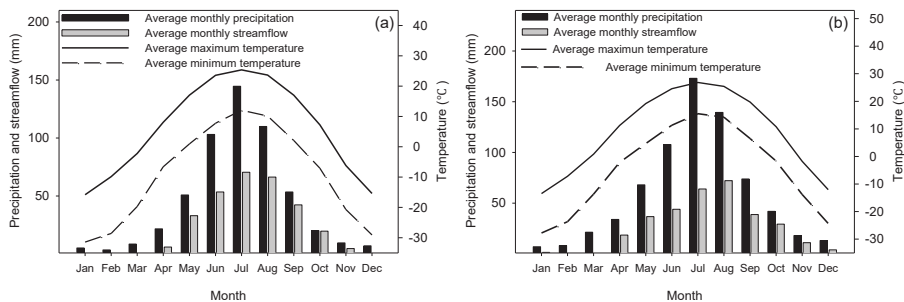 (a)
Average monthly precipitation
Average monthly streamflow
Average maximum temperature
Average minimum temperature
Precipitation and streamflow (mm)
200
150
100
50
Temperature (℃)
30
20
10
0
-10
-20
-30
Jan Feb Mar Apr May Jun Jul Aug Sep Oct Nov Dec
Month
(b)
Average monthly precipitation
Average monthly streamflow
Average maximun temperature
Average minimum temperature
Precipitation and streamflow (mm)
200
150
100
50
Temperature (℃)
50
40
30
20
10
0
-10
-20
-30
Jan Feb Mar Apr May Jun Jul Aug Sep Oct Nov Dec
Month